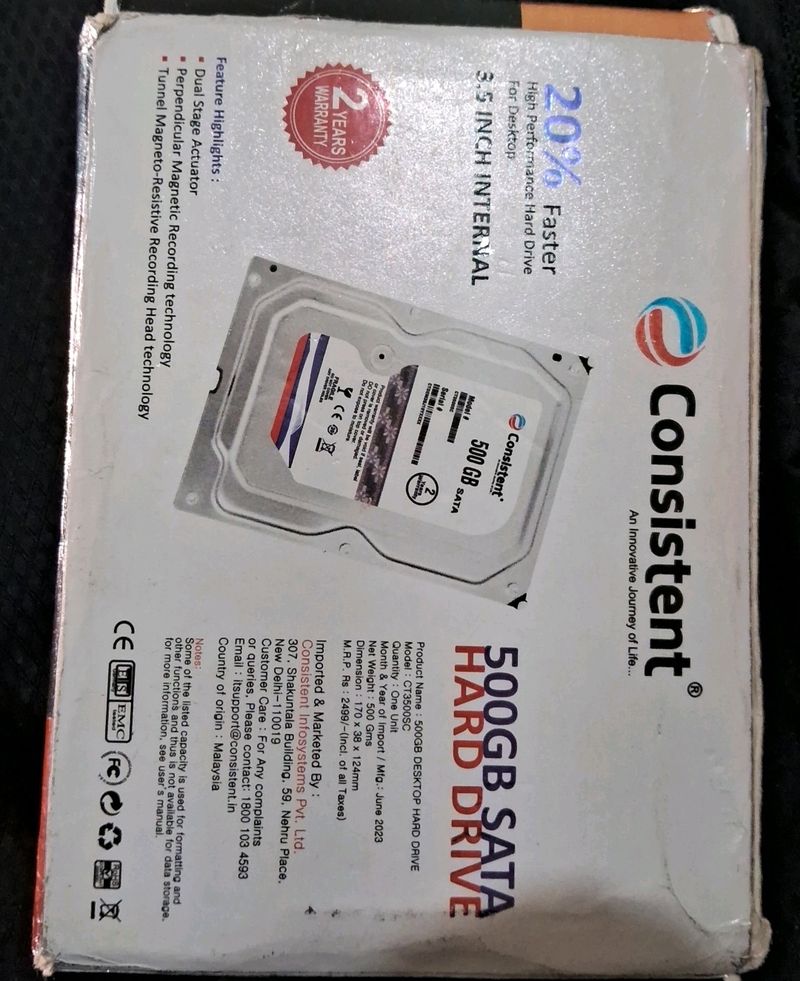 Consistent®
An Innovative Journey of Life...
20% Faster
High Performance Hard Drive
For Desktop
3.5 INCH INTERNAL
2
YEARS
WARRANTY
Feature Highlights :
▪ Dual Stage Actuator
▪ Perpendicular Magnetic Recording technology
▪ Tunnel Magneto-Resistive Recording Head technology
Consistent
500 GB SATA
Model #
Serial #
2
500GB SATA
HARD DRIVE
Product Name : 500GB DESKTOP HARD DRIVE
Model : CT3500SC
Quantity : One Unit
Month & Year of Import / Mfg.: June 2023
Net Weight : 500 Gms
Dimension : 170 x 38 x 124mm
M.R.P. Rs : 2499/-(Incl. of all Taxes)
Imported & Marketed By :
Consistent Infosystems Pvt. Ltd.
307, Shakuntala Building, 59, Nehru Place,
New Delhi-110019
Customer Care : For Any complaints
or queries, Please contact: 1800 103 4593
Email : itsupport@consistent.in
Country of origin : Malaysia
Notes:
Some of the listed capacity is used for formatting and
other functions and thus is not available for data storage.
for more information, see user's manual.
CE EMC FC RoHS